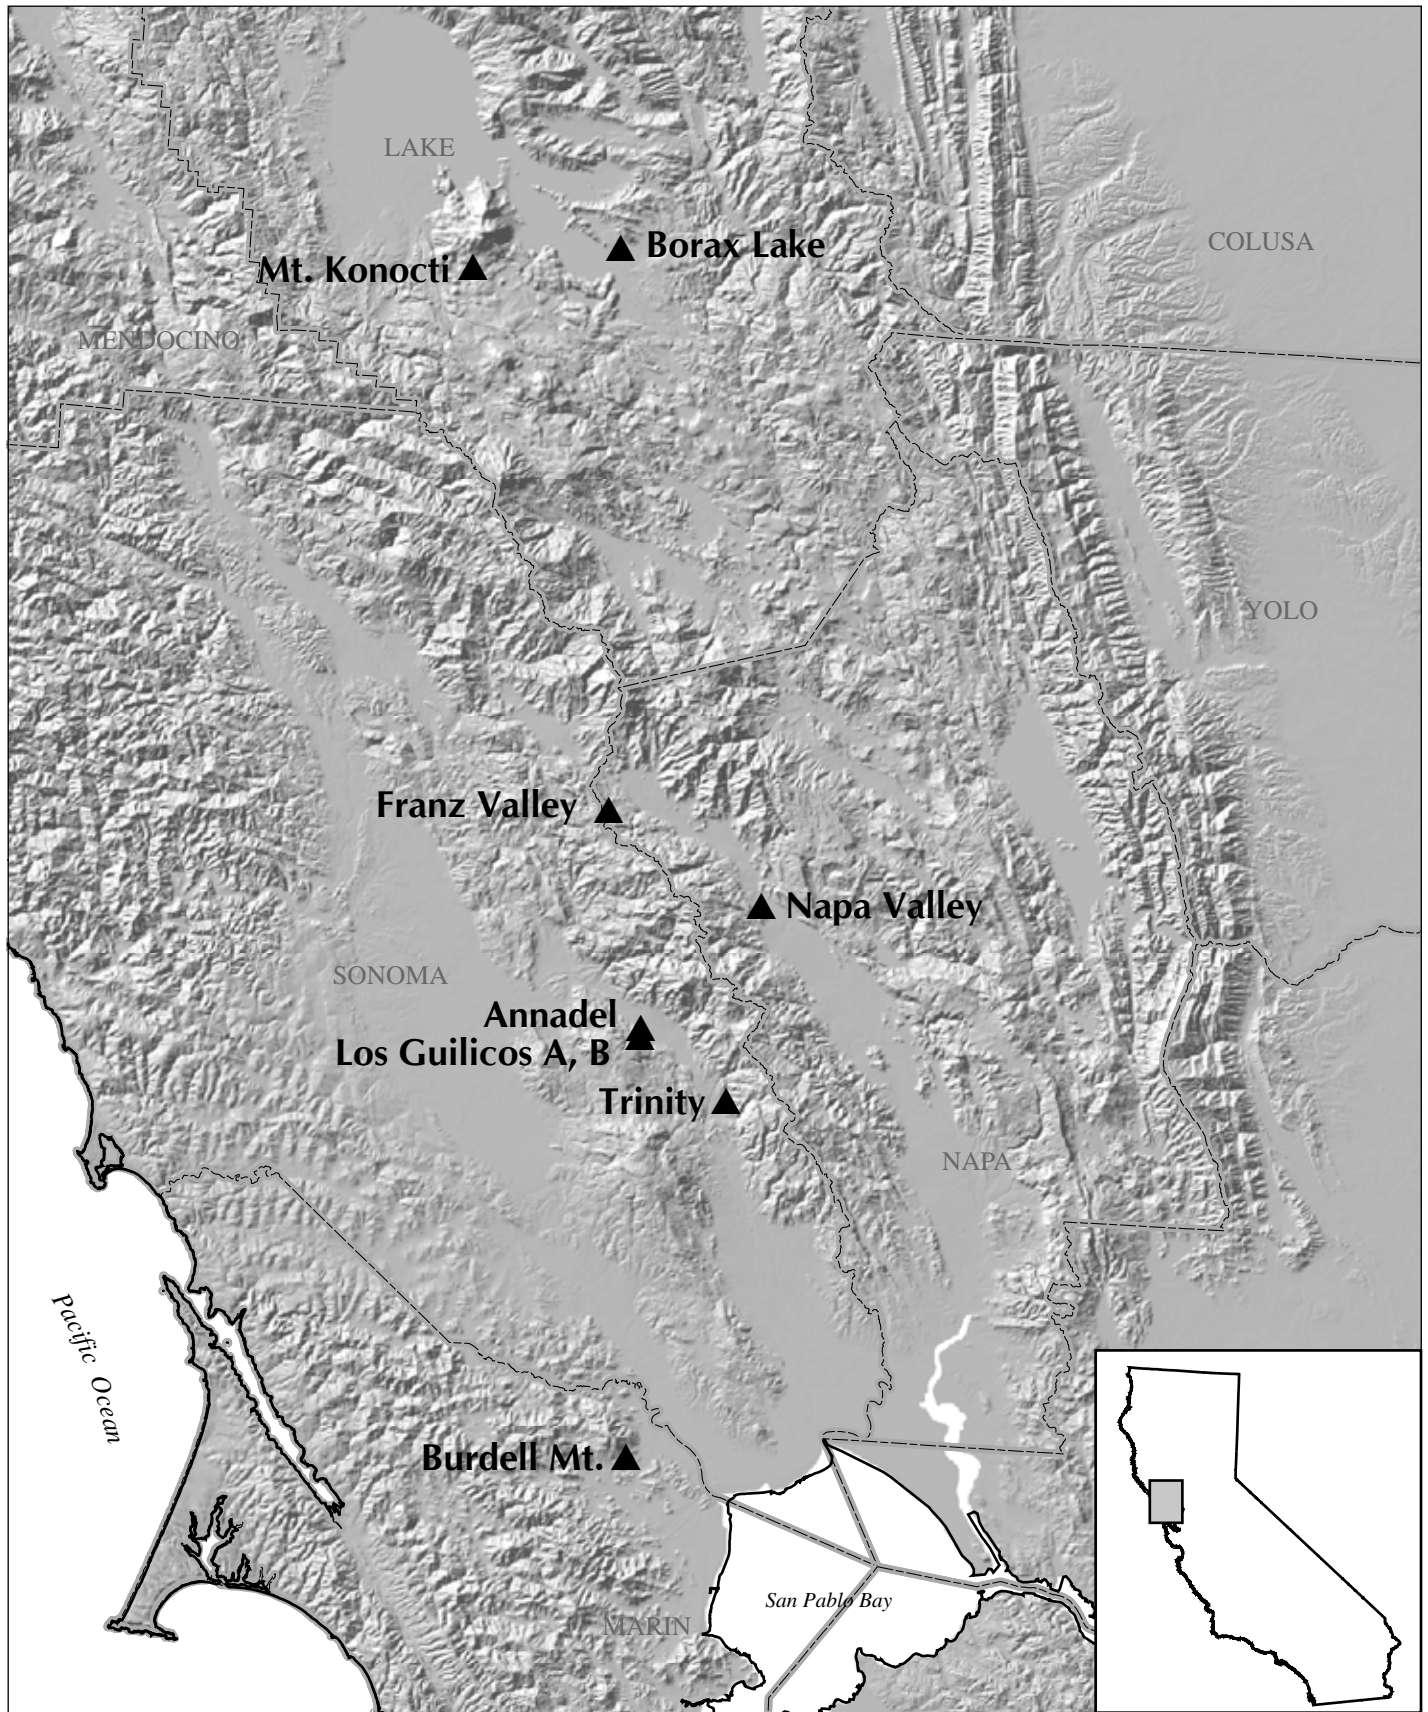 LAKE
Borax Lake
COLUSA
Mt. Konocti
MENDOCINO
YOLO
Franz Valley
Napa Valley
SONOMA
Annadel
Los Guilicos A, B
Trinity
NAPA
Pacific Ocean
Burdell Mt.
San Pablo Bay
MARIN